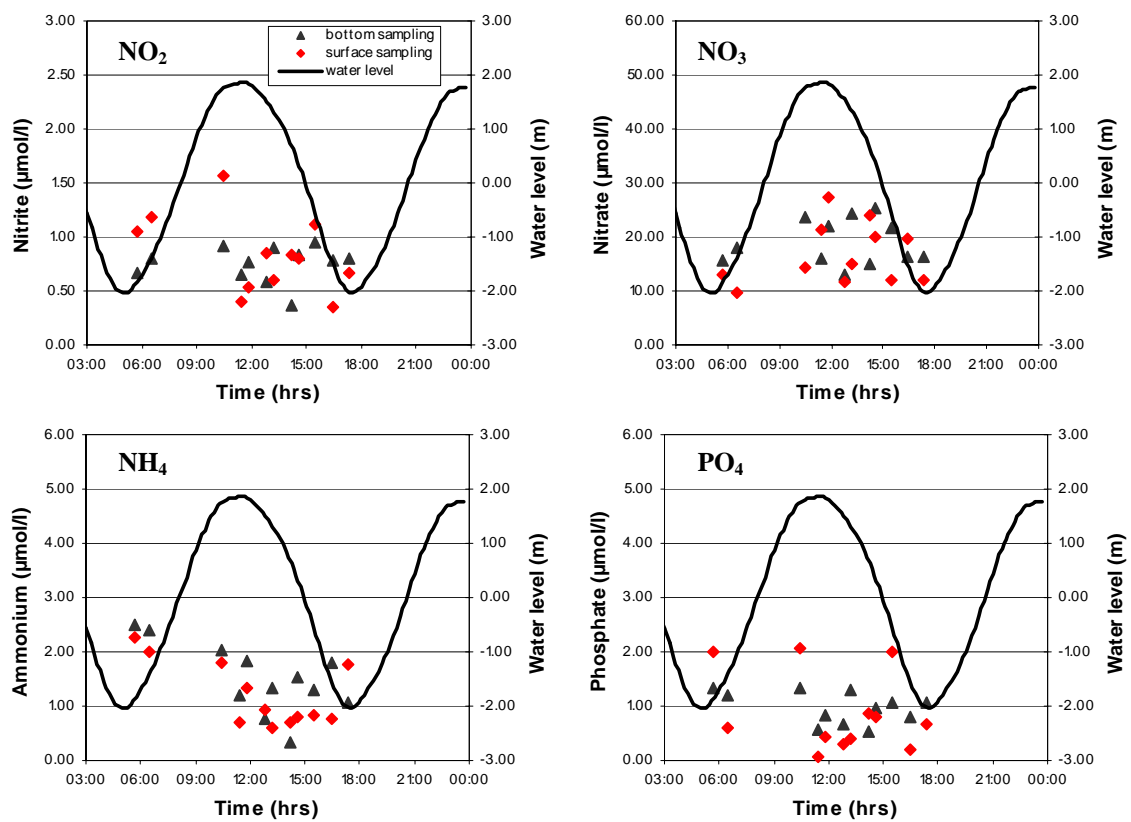 3.00
2.50
2.00
1.50
1.00
0.50
0.00
Nitrite (µmol/l)
NO2
bottom sampling
surface sampling
water level
3.00
2.00
1.00
0.00
-1.00
-2.00
-3.00
Water level (m)
03:00 06:00 09:00 12:00 15:00 18:00 21:00 00:00
Time (hrs)
60.00
50.00
40.00
30.00
20.00
10.00
0.00
Nitrate (µmol/l)
NO3
3.00
2.00
1.00
0.00
-1.00
-2.00
-3.00
Water level (m)
03:00 06:00 09:00 12:00 15:00 18:00 21:00 00:00
Time (hrs)
6.00
5.00
4.00
3.00
2.00
1.00
0.00
Ammonium (µmol/l)
NH4
3.00
2.00
1.00
0.00
-1.00
-2.00
-3.00
Water level (m)
03:00 06:00 09:00 12:00 15:00 18:00 21:00 00:00
Time (hrs)
6.00
5.00
4.00
3.00
2.00
1.00
0.00
Phosphate (µmol/l)
PO4
3.00
2.00
1.00
0.00
-1.00
-2.00
-3.00
Water level (m)
03:00 06:00 09:00 12:00 15:00 18:00 21:00 00:00
Time (hrs)